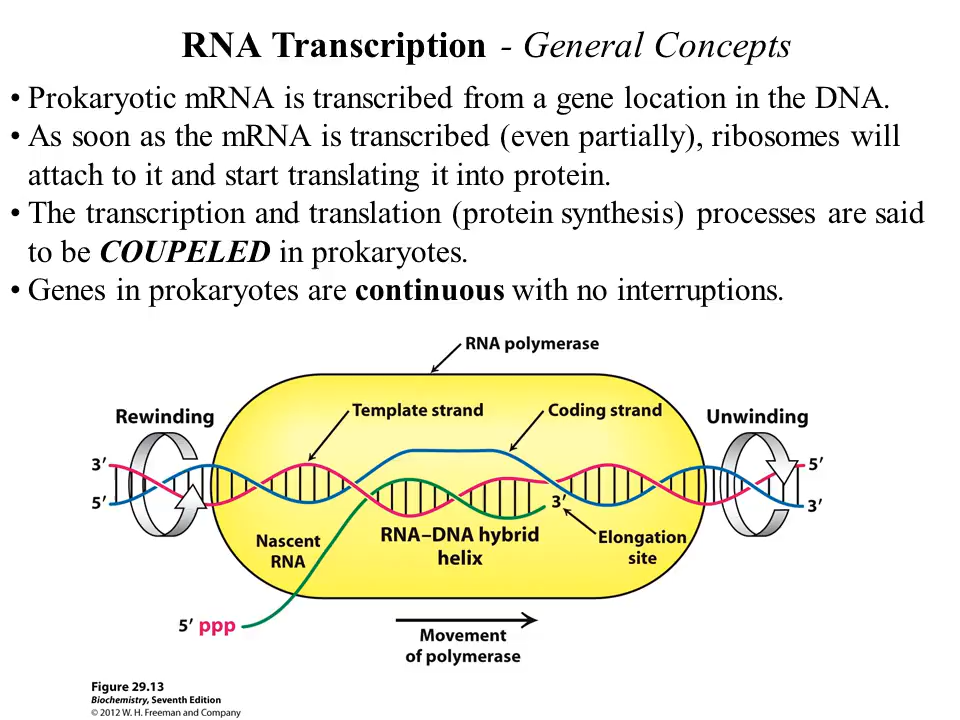 RNA Transcription - General Concepts
• Prokaryotic mRNA is transcribed from a gene location in the DNA.
• As soon as the mRNA is transcribed (even partially), ribosomes will
attach to it and start translating it into protein.
• The transcription and translation (protein synthesis) processes are said
to be COUPELED in prokaryotes.
• Genes in prokaryotes are continuous with no interruptions.
RNA polymerase
Rewinding
Template strand
Coding strand
Unwinding
3′
5′
5′
3′
3′
Nascent
RNA
RNA–DNA hybrid
helix
Elongation
site
5′ ppp
Movement
of polymerase
Figure 29.13
Biochemistry, Seventh Edition
© 2012 W. H. Freeman and Company